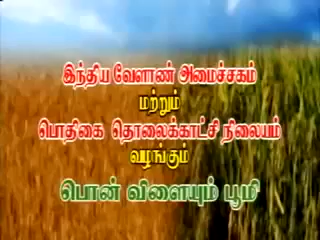 இந்திய வேளாண் அமைச்சகம்
மற்றும்
பொதிகை தொலைக்காட்சி நிலையம்
வழங்கும்
பொன் விளையும் பூமி